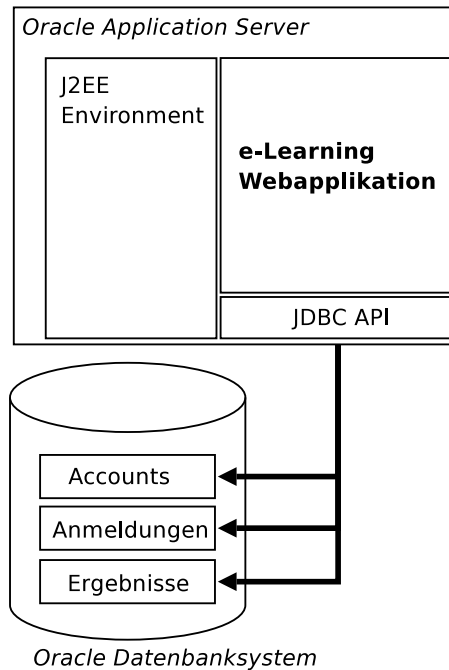 Oracle Application Server
J2EE
Environment
e-Learning
Webapplikation
JDBC API
Accounts
Anmeldungen
Ergebnisse
Oracle Datenbanksystem